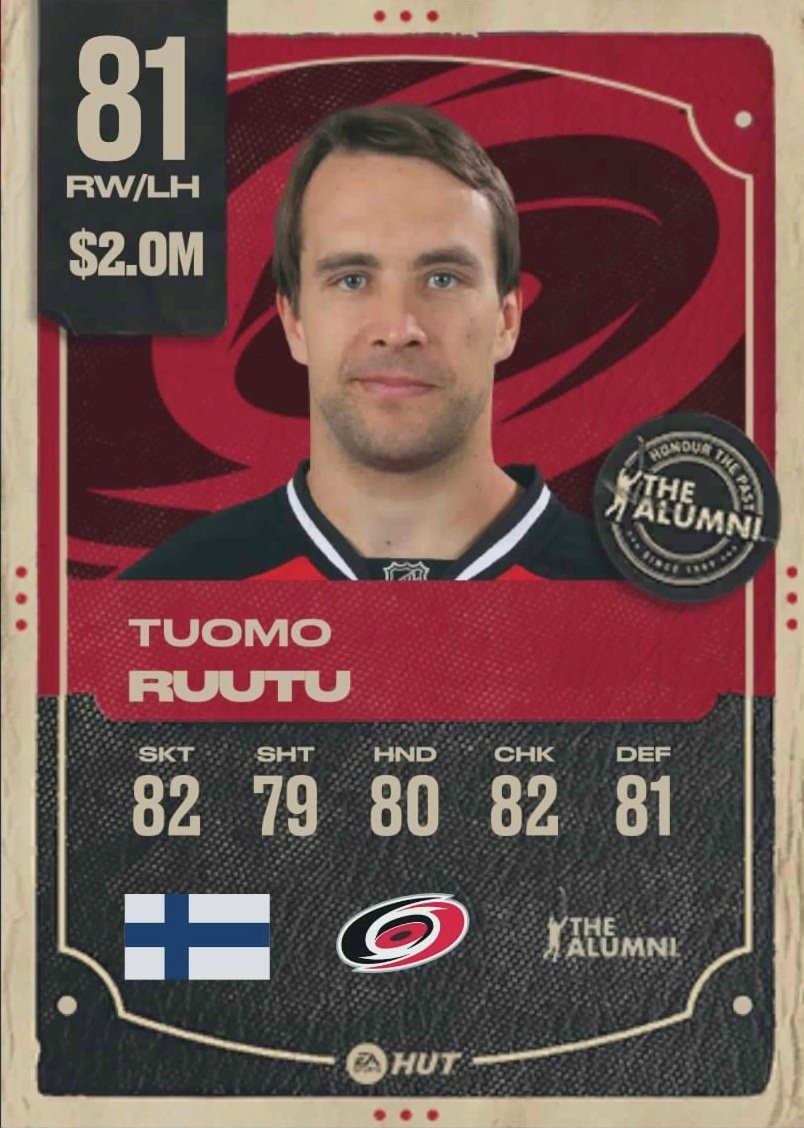 81
RW/LH
$2.0M
HONOUR THE PAST
THE
ALUMNI
TUOMO
RUUTU
SKT SHT HND CHK DEF
82 79 80 82 81
THE
ALUMNI
EA HUT